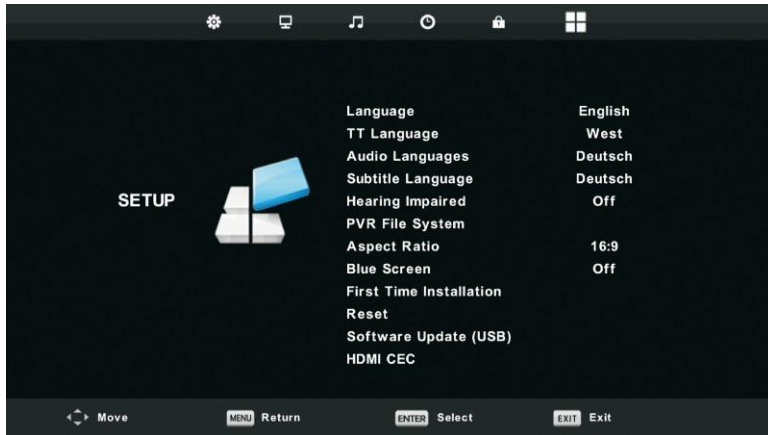 SETUP
Language English
TT Language West
Audio Languages Deutsch
Subtitle Language Deutsch
Hearing Impaired Off
PVR File System
Aspect Ratio 16:9
Blue Screen Off
First Time Installation
Reset
Software Update (USB)
HDMI CEC
Move MENU Return ENTER Select EXIT Exit